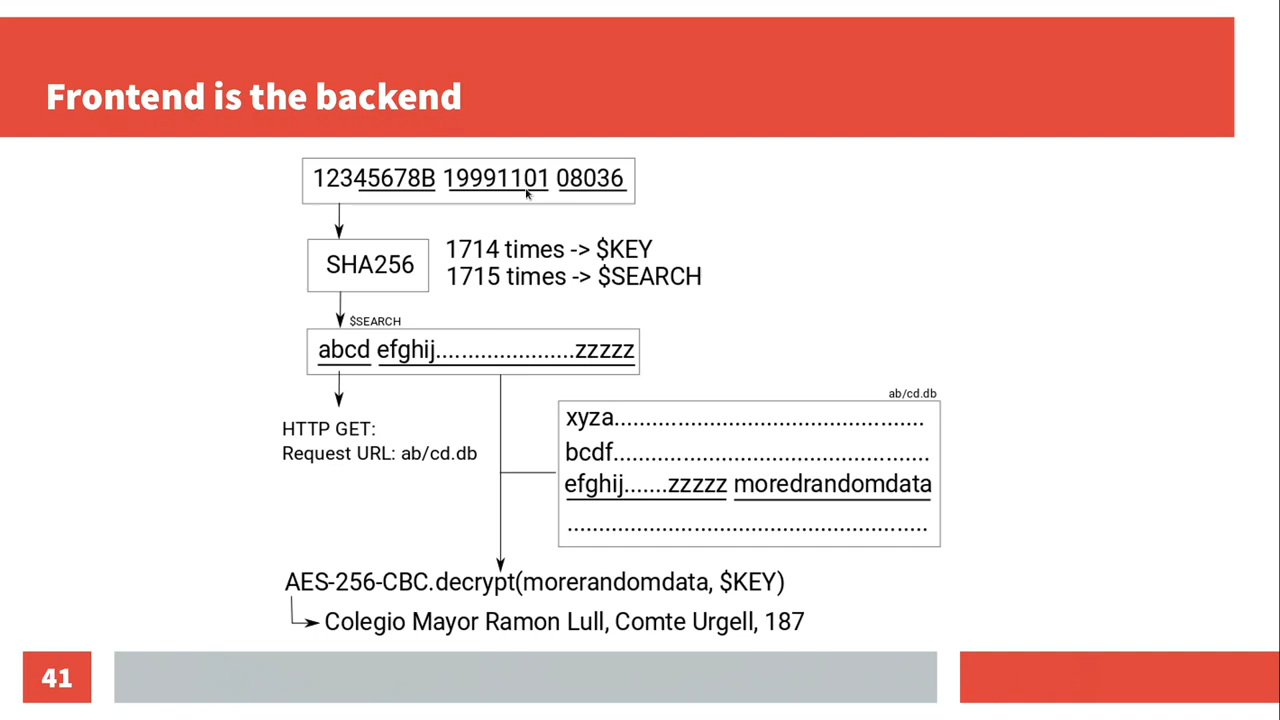 Frontend is the backend
12345678B 19991101 08036
SHA256
1714 times -> $KEY
1715 times -> $SEARCH
$SEARCH
abcd efghij......................zzzzz
HTTP GET:
Request URL: ab/cd.db
ab/cd.db
xyza................................................
bcdf.................................................
efghij.......zzzzz moredrandomdata
........................................................
AES-256-CBC.decrypt(morerandomdata, $KEY)
Colegio Mayor Ramon Lull, Comte Urgell, 187
41